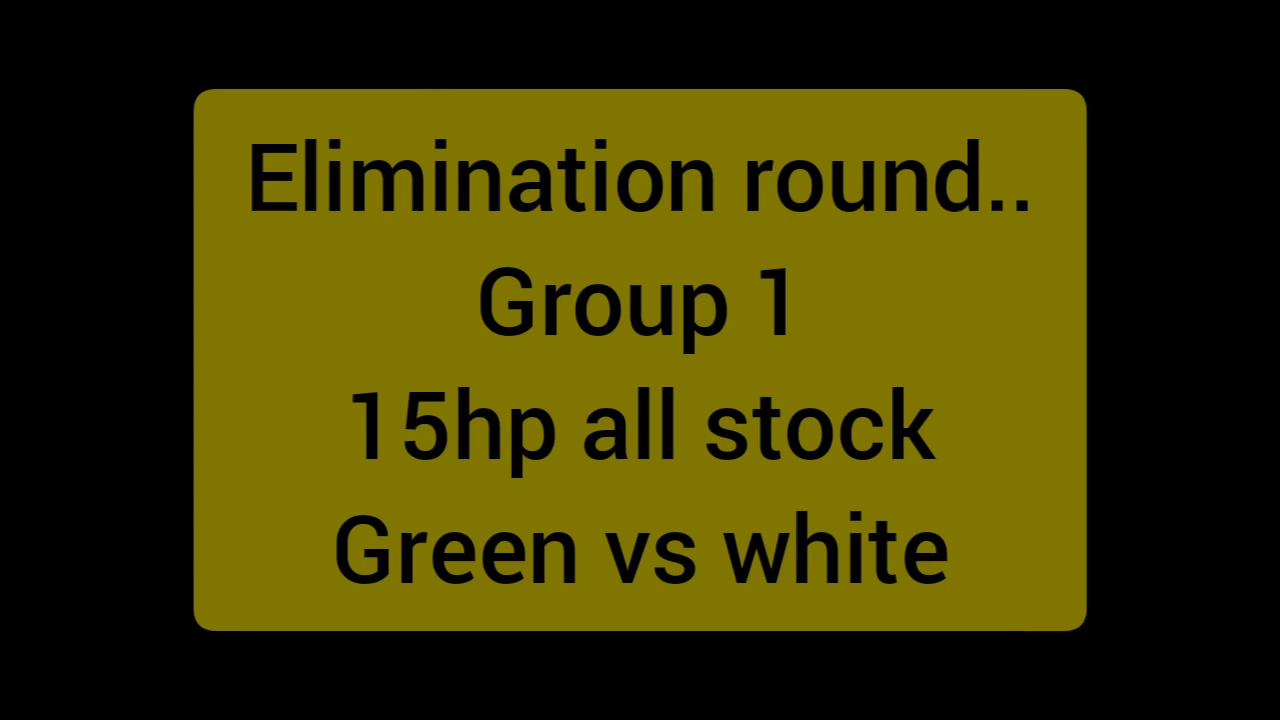 Elimination round..
Group 1
15hp all stock
Green vs white